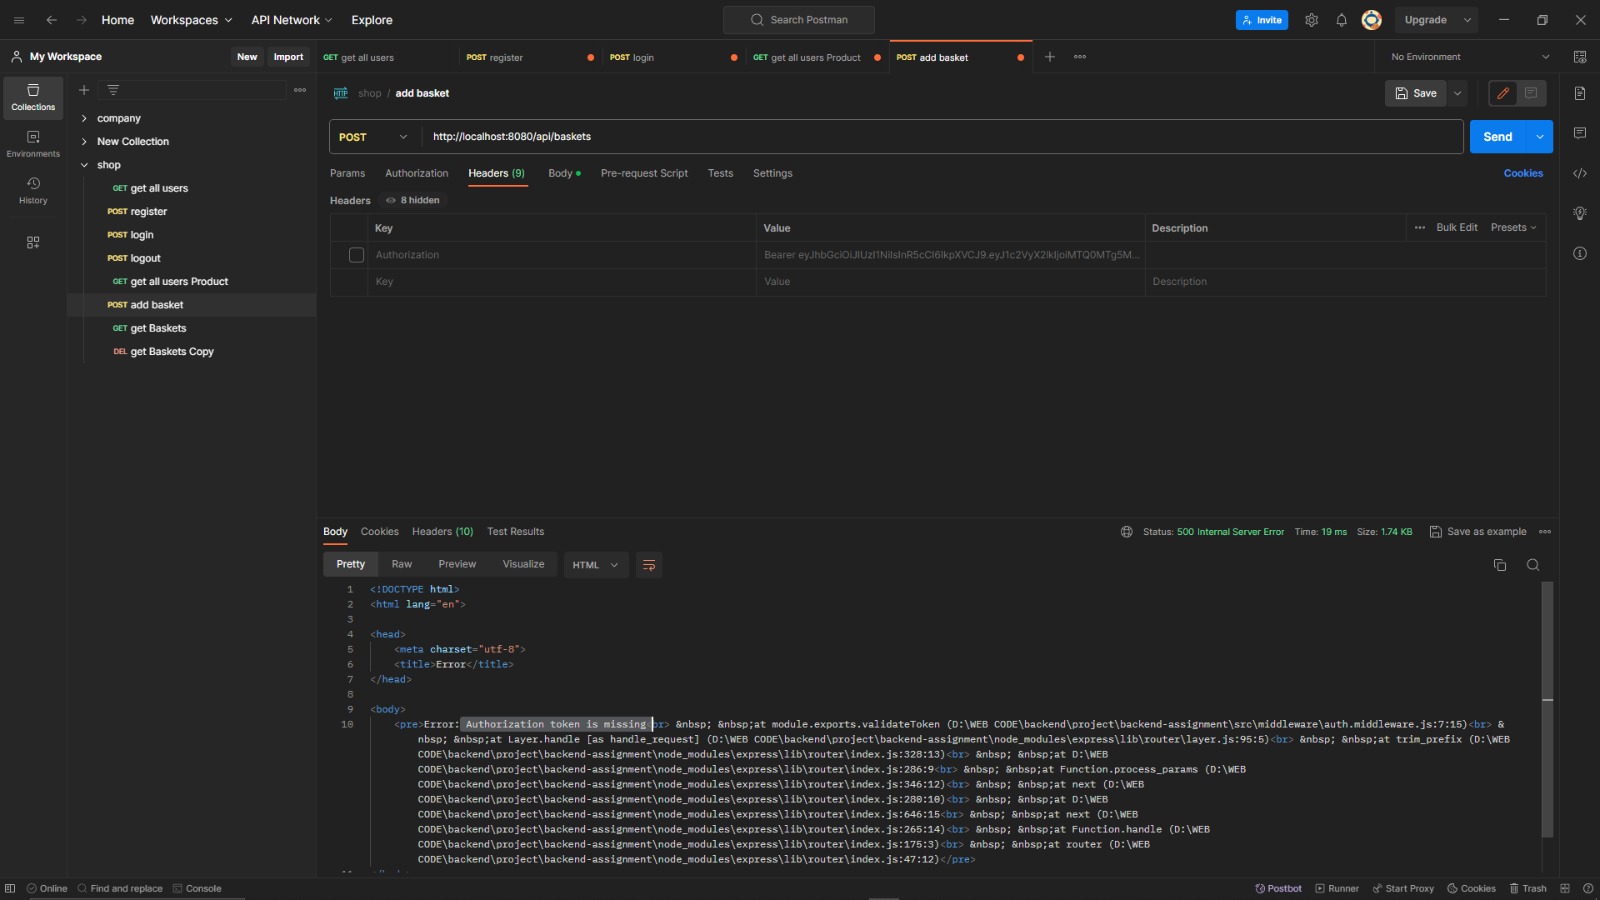 Home
Workspaces
API Network
Explore
Search Postman
Invite
Upgrade
My Workspace
New
Import
GET get all users
POST register
POST login
GET get all users Product
POST add basket
No Environment
Collections
Environments
History
company
New Collection
shop
GET get all users
POST register
POST login
POST logout
GET get all users Product
POST add basket
GET get Baskets
DEL get Baskets Copy
HTTP shop / add basket
Save
POST http://localhost:8080/api/baskets
Send
Params Authorization Headers (9) Body Pre-request Script Tests Settings
Cookies
Headers 8 hidden
Key Value Description Bulk Edit Presets
Authorization Bearer
Key Value Description
Body Cookies Headers (10) Test Results
Status: 500 Internal Server Error Time: 19 ms Size: 1.74 KB Save as example
Pretty Raw Preview Visualize HTML
1 <!DOCTYPE html>
2 <html lang="en">
3
4 <head>
5 <meta charset="utf-8">
6 <title>Error</title>
7 </head>
8
9 <body>
10 <pre>Error: Authorization token is missing<br> &nbsp; &nbsp;at module.exports.validateToken (D:\WEB CODE\backend\project\backend-assignment\src\middleware\auth.middleware.js:7:15)<br> &
nbsp; &nbsp;at Layer.handle [as handle_request] (D:\WEB CODE\backend\project\backend-assignment\node_modules\express\lib\router\layer.js:95:5)<br> &nbsp; &nbsp;at trim_prefix (D:\WEB
CODE\backend\project\backend-assignment\node_modules\express\lib\router\index.js:328:13)<br> &nbsp; &nbsp;at D:\WEB
CODE\backend\project\backend-assignment\node_modules\express\lib\router\index.js:286:9<br> &nbsp; &nbsp;at Function.process_params (D:\WEB
CODE\backend\project\backend-assignment\node_modules\express\lib\router\index.js:346:12)<br> &nbsp; &nbsp;at next (D:\WEB
CODE\backend\project\backend-assignment\node_modules\express\lib\router\index.js:280:10)<br> &nbsp; &nbsp;at D:\WEB
CODE\backend\project\backend-assignment\node_modules\express\lib\router\index.js:646:15<br> &nbsp; &nbsp;at next (D:\WEB
CODE\backend\project\backend-assignment\node_modules\express\lib\router\index.js:265:14)<br> &nbsp; &nbsp;at Function.handle (D:\WEB
CODE\backend\project\backend-assignment\node_modules\express\lib\router\index.js:175:3)<br> &nbsp; &nbsp;at router (D:\WEB
CODE\backend\project\backend-assignment\node_modules\express\lib\router\index.js:47:12)</pre>
Online
Find and replace
Console
Postbot
Runner
Start Proxy
Cookies
Trash